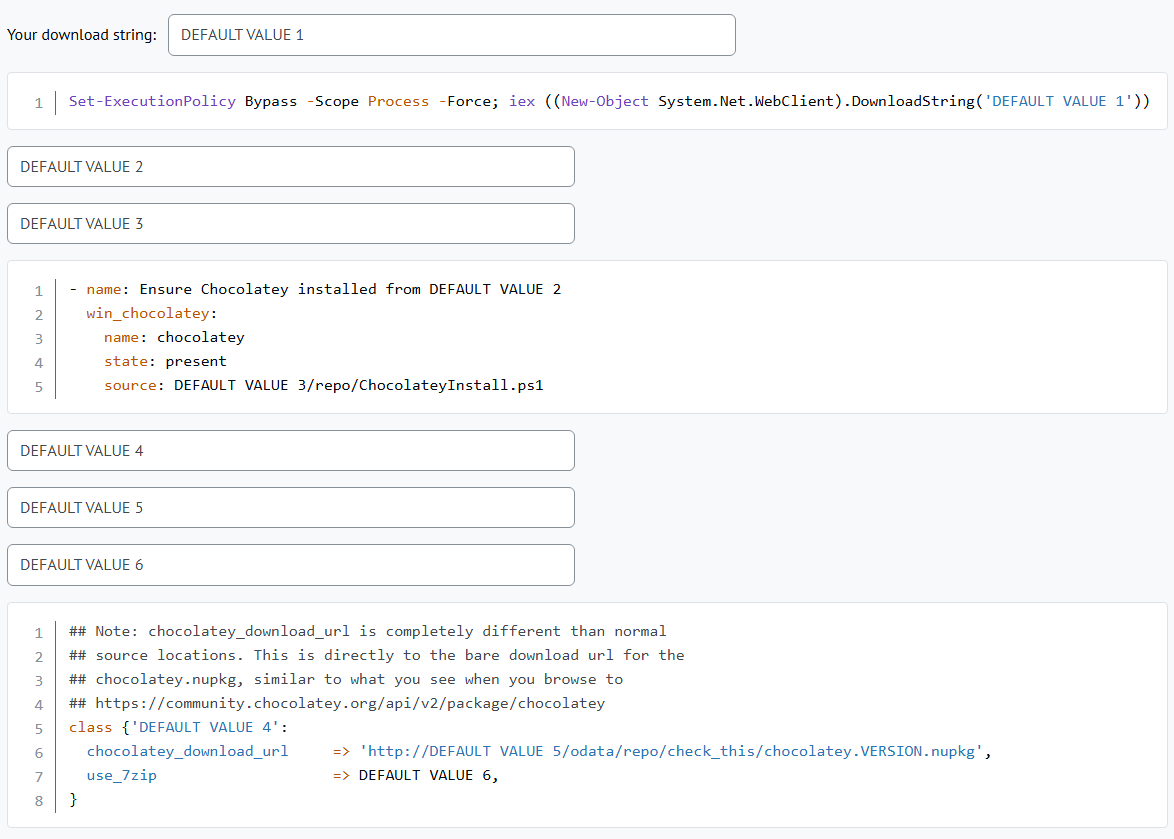 Your download string: DEFAULT VALUE 1
1 Set-ExecutionPolicy Bypass -Scope Process -Force; iex ((New-Object System.Net.WebClient).DownloadString('DEFAULT VALUE 1'))
DEFAULT VALUE 2
DEFAULT VALUE 3
1 - name: Ensure Chocolatey installed from DEFAULT VALUE 2
2   win_chocolatey:
3     name: chocolatey
4     state: present
5     source: DEFAULT VALUE 3/repo/ChocolateyInstall.ps1
DEFAULT VALUE 4
DEFAULT VALUE 5
DEFAULT VALUE 6
1 ## Note: chocolatey_download_url is completely different than normal
2 ## source locations. This is directly to the bare download url for the
3 ## chocolatey.nupkg, similar to what you see when you browse to
4 ## https://community.chocolatey.org/api/v2/package/chocolatey
5 class {'DEFAULT VALUE 4':
6   chocolatey_download_url     => 'http://DEFAULT VALUE 5/odata/repo/check_this/chocolatey.VERSION.nupkg',
7   use_7zip                    => DEFAULT VALUE 6,
8 }